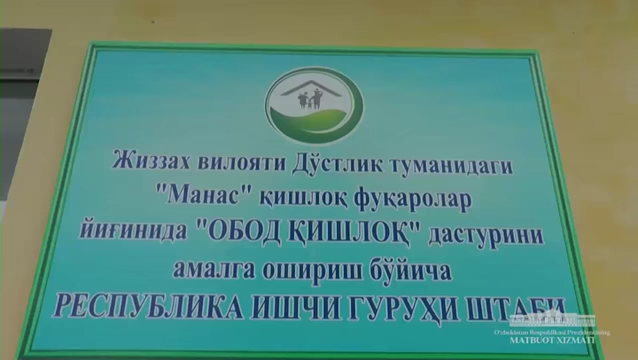 Жиззах вилояти Дўстлик туманидаги
"Манас" қишлоқ фуқаролар
йиғинида "ОБОД ҚИШЛОҚ" дастурини
амалга ошириш бўйича
РЕСПУБЛИКА ИШЧИ ГУРУҲИ ШТАБИ
O'zbekiston Respublikasi Prezidentining
MATBUOT XIZMATI